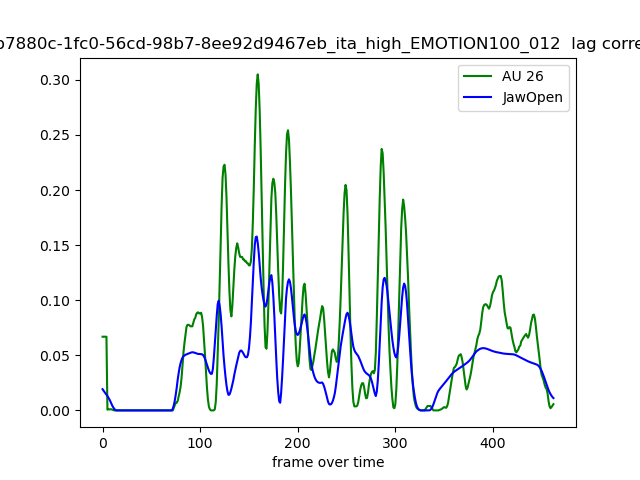 b7880c-1fc0-56cd-98b7-8ee92d9467eb_ita_high_EMOTION100_012 lag corre
AU 26
JawOpen
0.30
0.25
0.20
0.15
0.10
0.05
0.00
0 100 200 300 400
frame over time